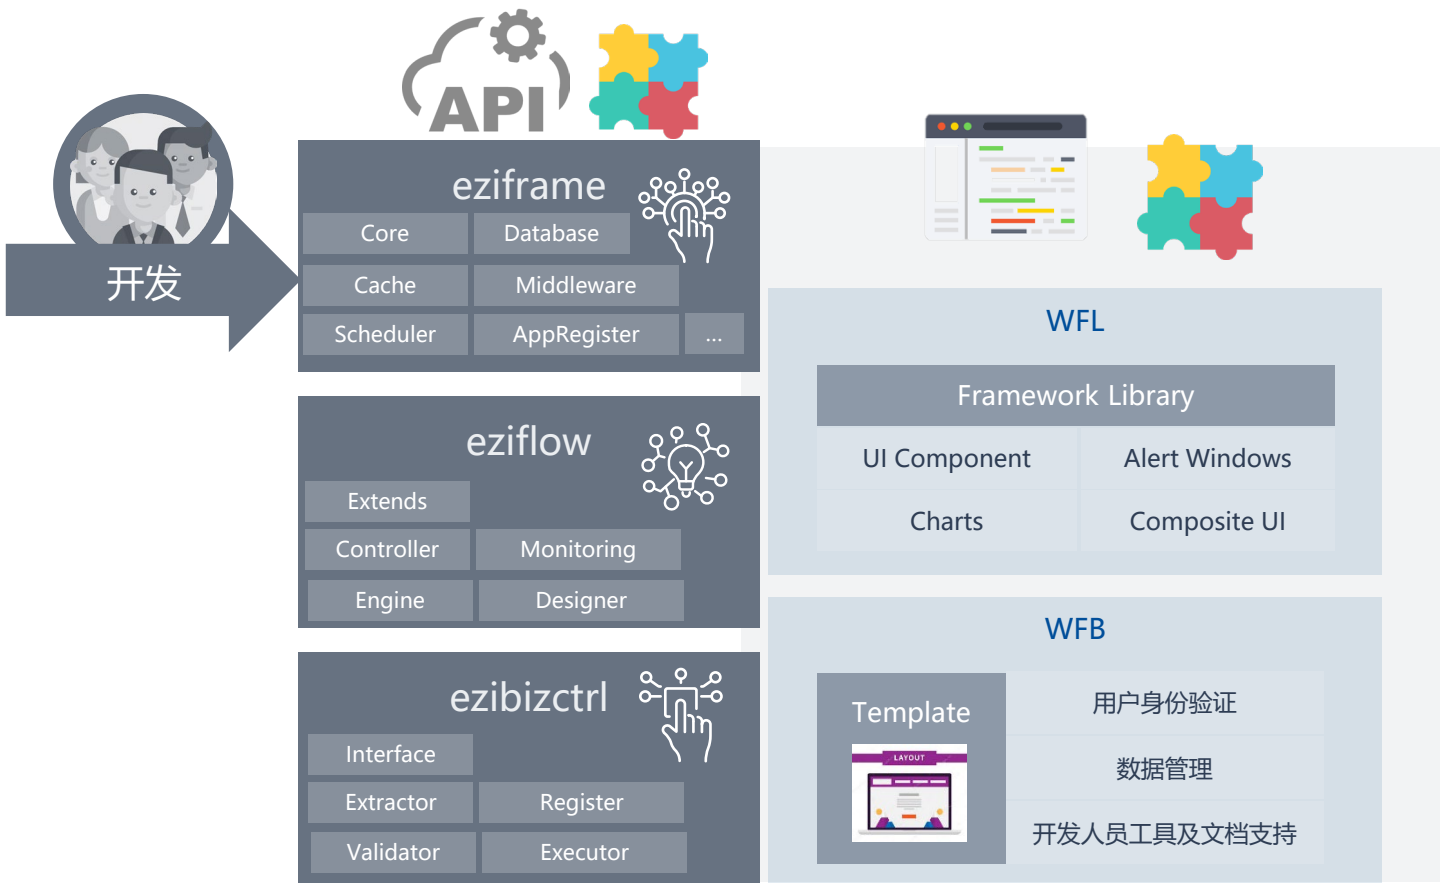 API
开发
eziframe
Core
Database
Cache
Middleware
Scheduler
AppRegister
...
eziflow
Extends
Controller
Monitoring
Engine
Designer
ezibizctrl
Interface
Extractor
Register
Validator
Executor
WFL
Framework Library
UI Component
Alert Windows
Charts
Composite UI
WFB
Template
LAYOUT
用户身份验证
数据管理
开发人员工具及文档支持